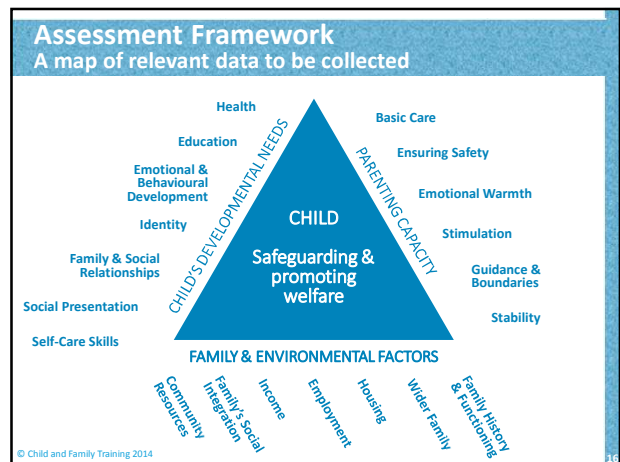 Assessment Framework
A map of relevant data to be collected
Health
Education
Emotional &
Behavioural
Development
Identity
Family & Social
Relationships
Social Presentation
Self-Care Skills
CHILD'S DEVELOPMENTAL NEEDS
CHILD
Safeguarding &
promoting
welfare
PARENTING CAPACITY
Basic Care
Ensuring Safety
Emotional Warmth
Stimulation
Guidance &
Boundaries
Stability
FAMILY & ENVIRONMENTAL FACTORS
Community
Resources
Family's Social
Integration
Income
Employment
Housing
Wider Family
Family History
& Functioning
© Child and Family Training 2014
16